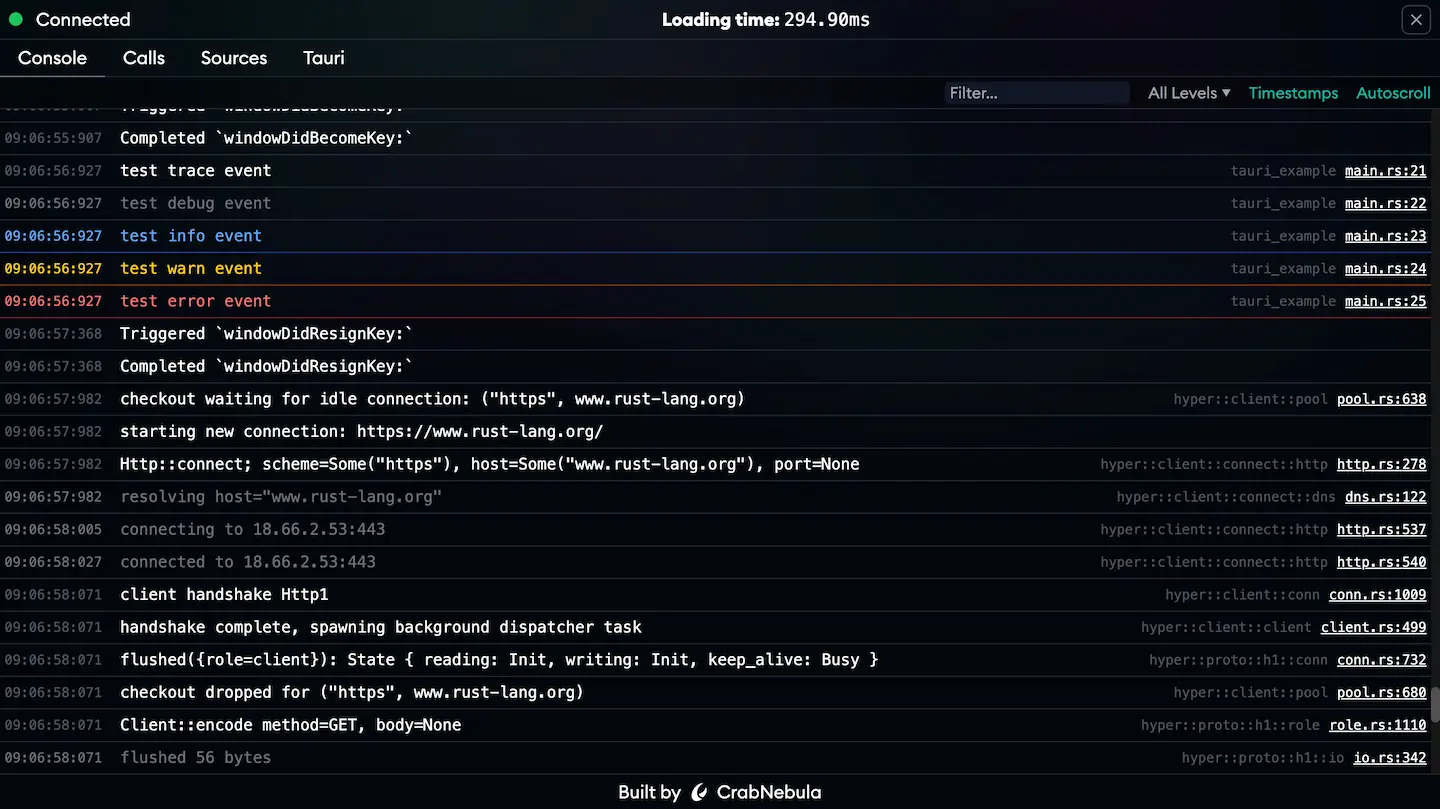 Connected Loading time: 294.90ms
Console Calls Sources Tauri
Filter... All Levels ▼ Timestamps Autoscroll
Triggered `windowDidBecomeKey:`
09:06:55:907 Completed `windowDidBecomeKey:`
09:06:56:927 test trace event tauri_example main.rs:21
09:06:56:927 test debug event tauri_example main.rs:22
09:06:56:927 test info event tauri_example main.rs:23
09:06:56:927 test warn event tauri_example main.rs:24
09:06:56:927 test error event tauri_example main.rs:25
09:06:57:368 Triggered `windowDidResignKey:`
09:06:57:368 Completed `windowDidResignKey:`
09:06:57:982 checkout waiting for idle connection: ("https", www.rust-lang.org) hyper::client::pool pool.rs:638
09:06:57:982 starting new connection: https://www.rust-lang.org/
09:06:57:982 Http::connect; scheme=Some("https"), host=Some("www.rust-lang.org"), port=None hyper::client::connect::http http.rs:278
09:06:57:982 resolving host="www.rust-lang.org" hyper::client::connect::dns dns.rs:122
09:06:58:005 connecting to 18.66.2.53:443 hyper::client::connect::http http.rs:537
09:06:58:027 connected to 18.66.2.53:443 hyper::client::connect::http http.rs:540
09:06:58:071 client handshake Http1 hyper::client::conn conn.rs:1009
09:06:58:071 handshake complete, spawning background dispatcher task hyper::client::client client.rs:499
09:06:58:071 flushed({role=client}): State { reading: Init, writing: Init, keep_alive: Busy } hyper::proto::h1::conn conn.rs:732
09:06:58:071 checkout dropped for ("https", www.rust-lang.org) hyper::client::pool pool.rs:680
09:06:58:071 Client::encode method=GET, body=None hyper::proto::h1::role role.rs:1110
09:06:58:071 flushed 56 bytes hyper::proto::h1::io io.rs:342
Built by CrabNebula